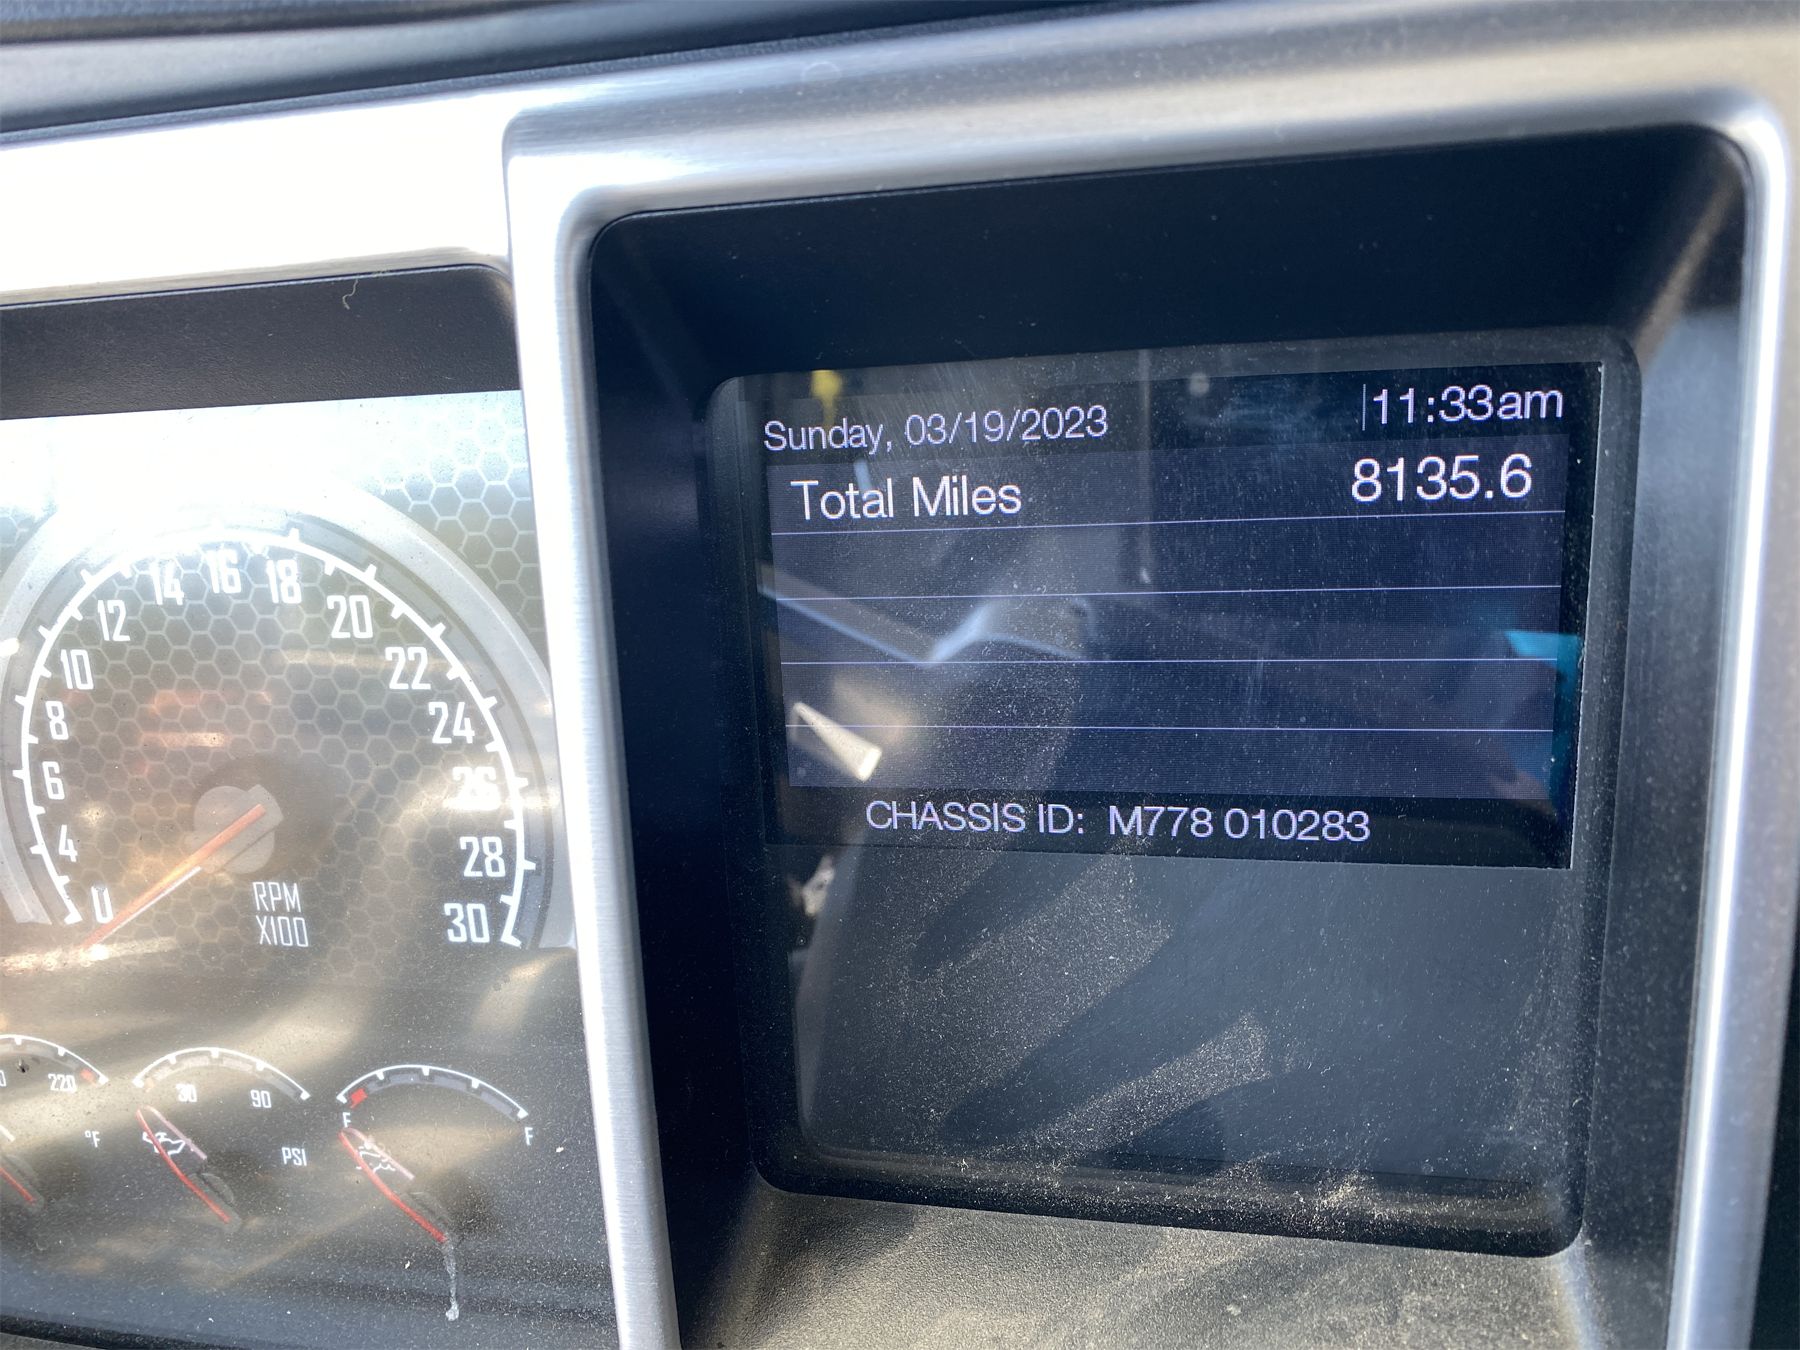 Sunday, 03/19/2023
11:33am
Total Miles
8135.6
CHASSIS ID: M778 010283
0
4
6
8
10
12
14
16
18
20
22
24
26
28
30
RPM
X100
220
°F
30
90
PSI
F
F